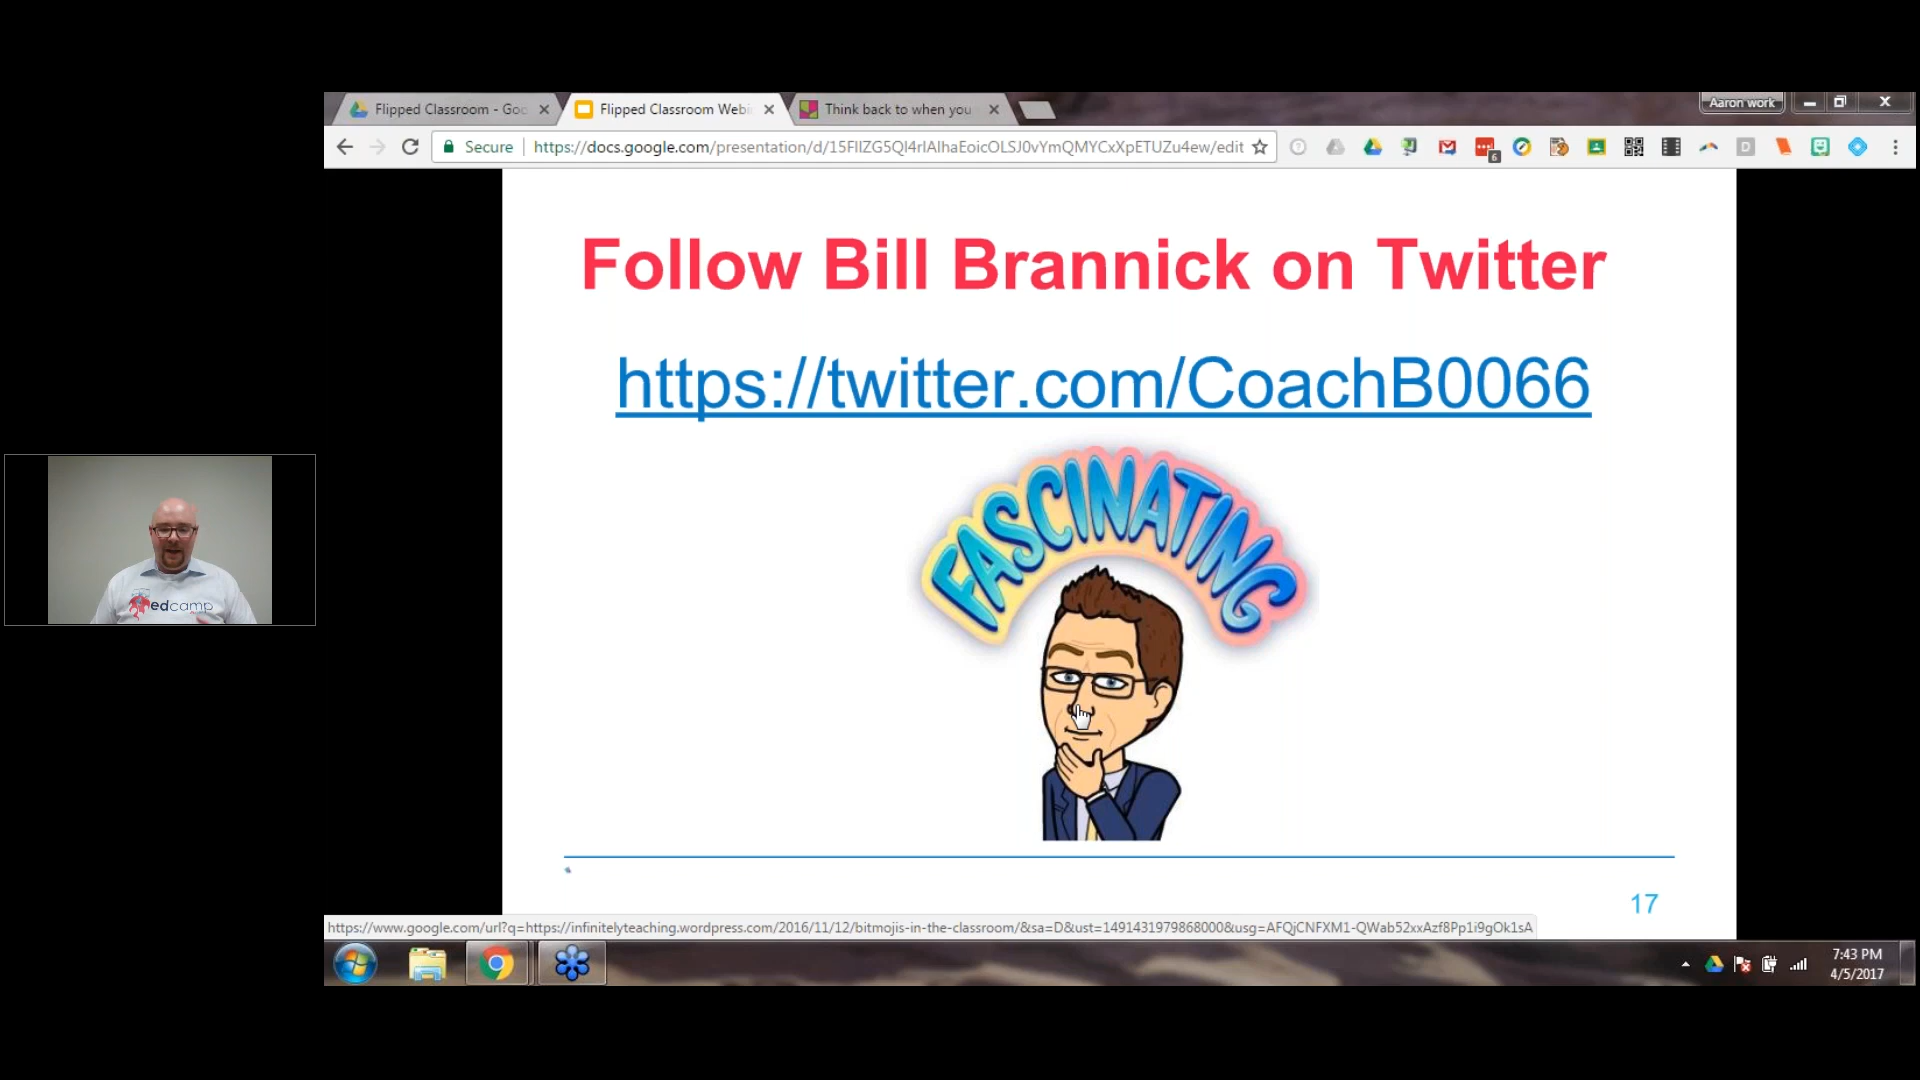 Flipped Classroom - Goo
Flipped Classroom Webi
Think back to when you
Aaron work
Secure
https://docs.google.com/presentation/d/15FIlZG5Ql4rIAlhaEoicOLSJ0vYmQMYCxXpETUZu4ew/edit
6
D
Follow Bill Brannick on Twitter
https://twitter.com/CoachB0066
FASCINATING
edcamp
17
https://www.google.com/url?q=https://infinitelyteaching.wordpress.com/2016/11/12/bitmojis-in-the-classroom/&sa=D&ust=1491431979868000&usg=AFQjCNFXM1-QWab52xxAzf8Pp1i9gOk1sA
7:43 PM
4/5/2017